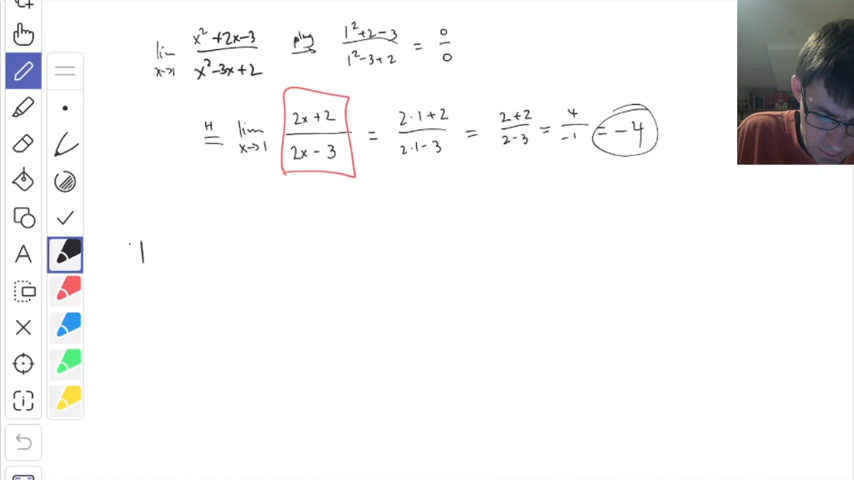 lim x→1 (x² + 2x - 3)/(x² - 3x + 2) plug (1² + 2 - 3)/(1² - 3 + 2) = 0/0
H= lim x→1 (2x + 2)/(2x - 3) = (2·1 + 2)/(2·1 - 3) = (2+2)/(2-3) = 4/-1 = -4